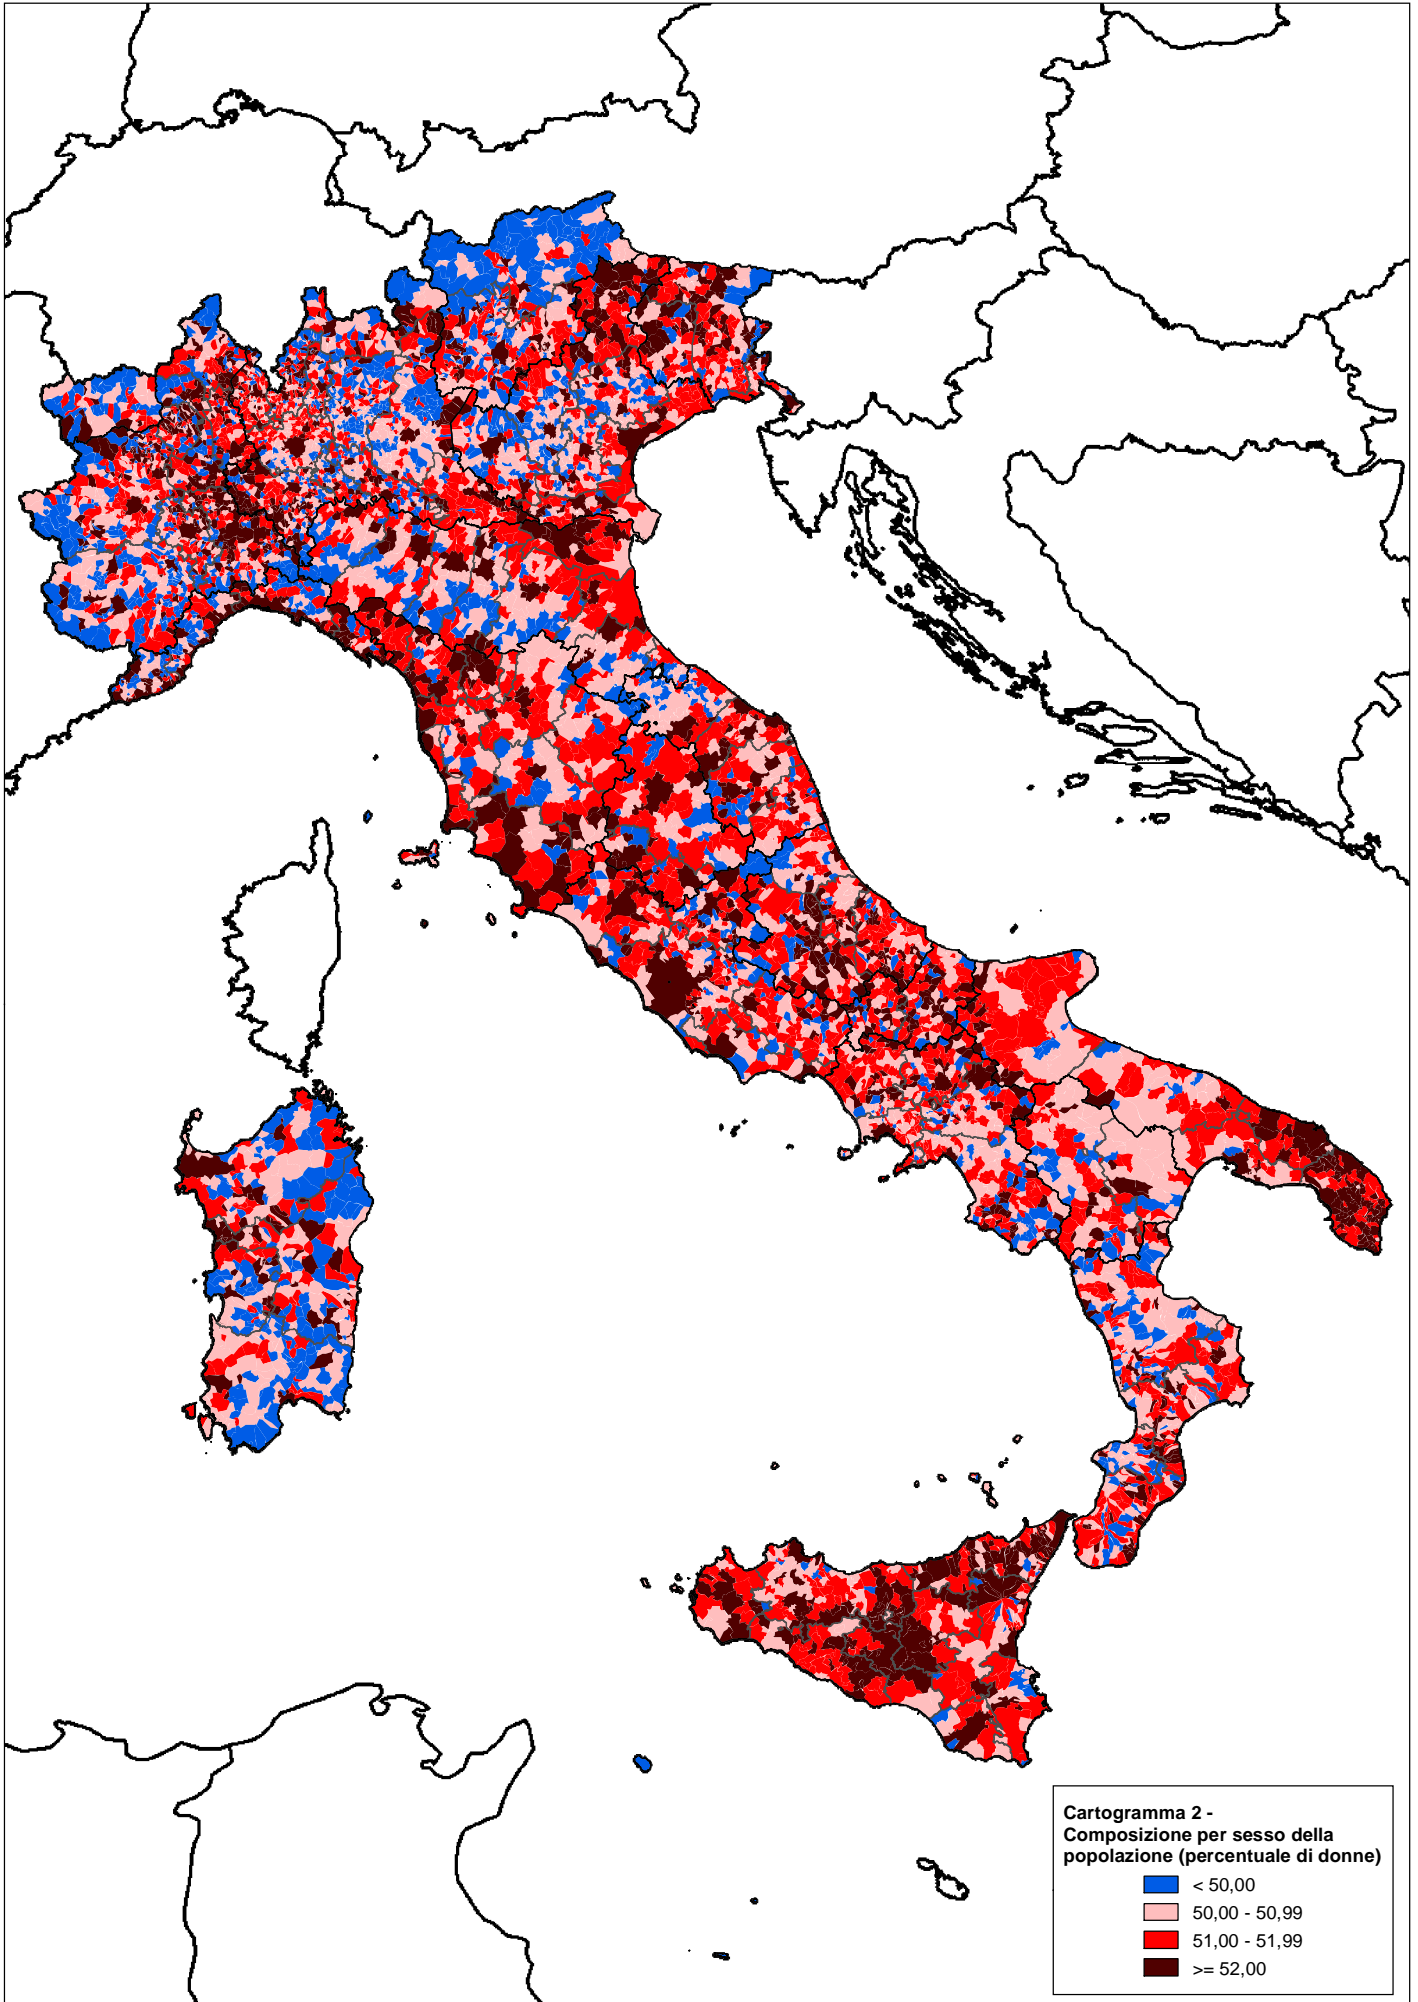 Cartogramma 2 -
Composizione per sesso della
popolazione (percentuale di donne)
< 50,00
50,00 - 50,99
51,00 - 51,99
>= 52,00